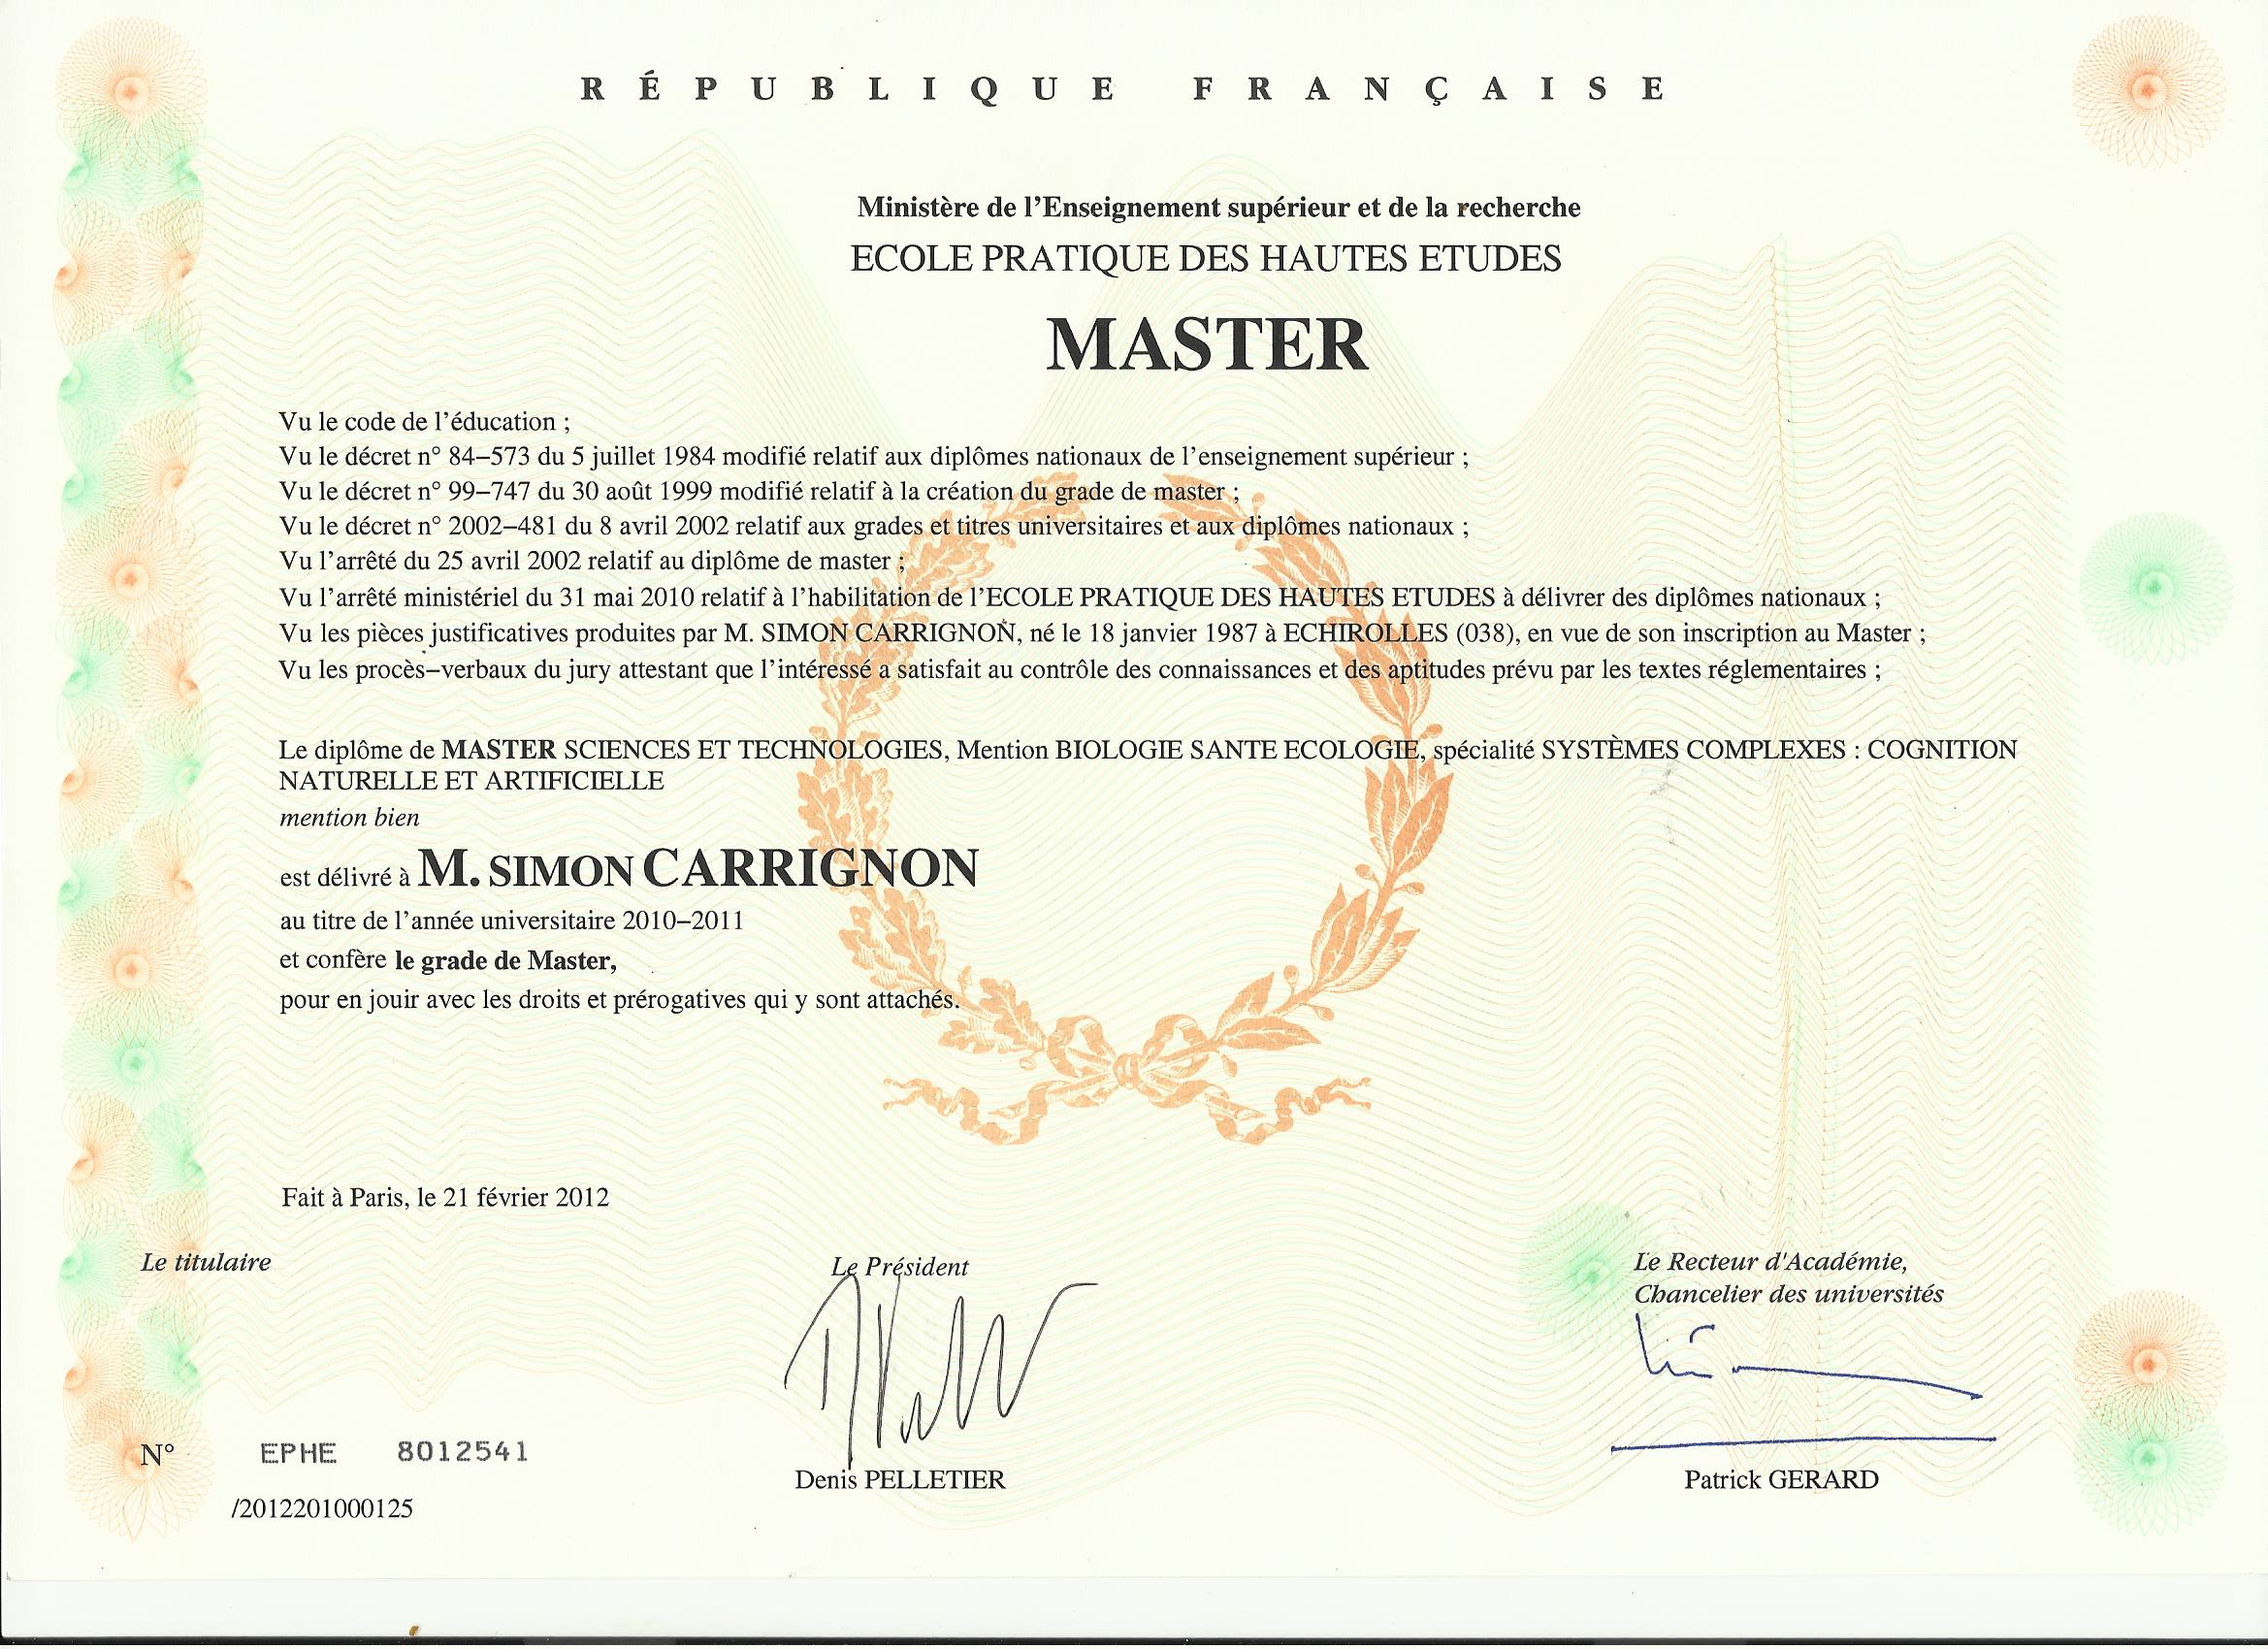 RÉPUBLIQUE FRANÇAISE
Ministère de l'Enseignement supérieur et de la recherche
ECOLE PRATIQUE DES HAUTES ETUDES
MASTER
Vu le code de l'éducation ;
Vu le décret n° 84–573 du 5 juillet 1984 modifié relatif aux diplômes nationaux de l'enseignement supérieur ;
Vu le décret n° 99–747 du 30 août 1999 modifié relatif à la création du grade de master ;
Vu le décret n° 2002–481 du 8 avril 2002 relatif aux grades et titres universitaires et aux diplômes nationaux ;
Vu l'arrêté du 25 avril 2002 relatif au diplôme de master ;
Vu l'arrêté ministériel du 31 mai 2010 relatif à l'habilitation de l'ECOLE PRATIQUE DES HAUTES ETUDES à délivrer des diplômes nationaux ;
Vu les pièces justificatives produites par M. SIMON CARRIGNON, né le 18 janvier 1987 à ECHIROLLES (038), en vue de son inscription au Master ;
Vu les procès–verbaux du jury attestant que l'intéressé a satisfait au contrôle des connaissances et des aptitudes prévu par les textes réglementaires ;
Le diplôme de MASTER SCIENCES ET TECHNOLOGIES, Mention BIOLOGIE SANTE ECOLOGIE, spécialité SYSTÈMES COMPLEXES : COGNITION
NATURELLE ET ARTIFICIELLE
mention bien
est délivré à M. SIMON CARRIGNON
au titre de l'année universitaire 2010–2011
et confère le grade de Master,
pour en jouir avec les droits et prérogatives qui y sont attachés.
Fait à Paris, le 21 février 2012
Le titulaire
Le Président
Le Recteur d'Académie,
Chancelier des universités
N° EPHE 8012541
/2012201000125
Denis PELLETIER
Patrick GERARD